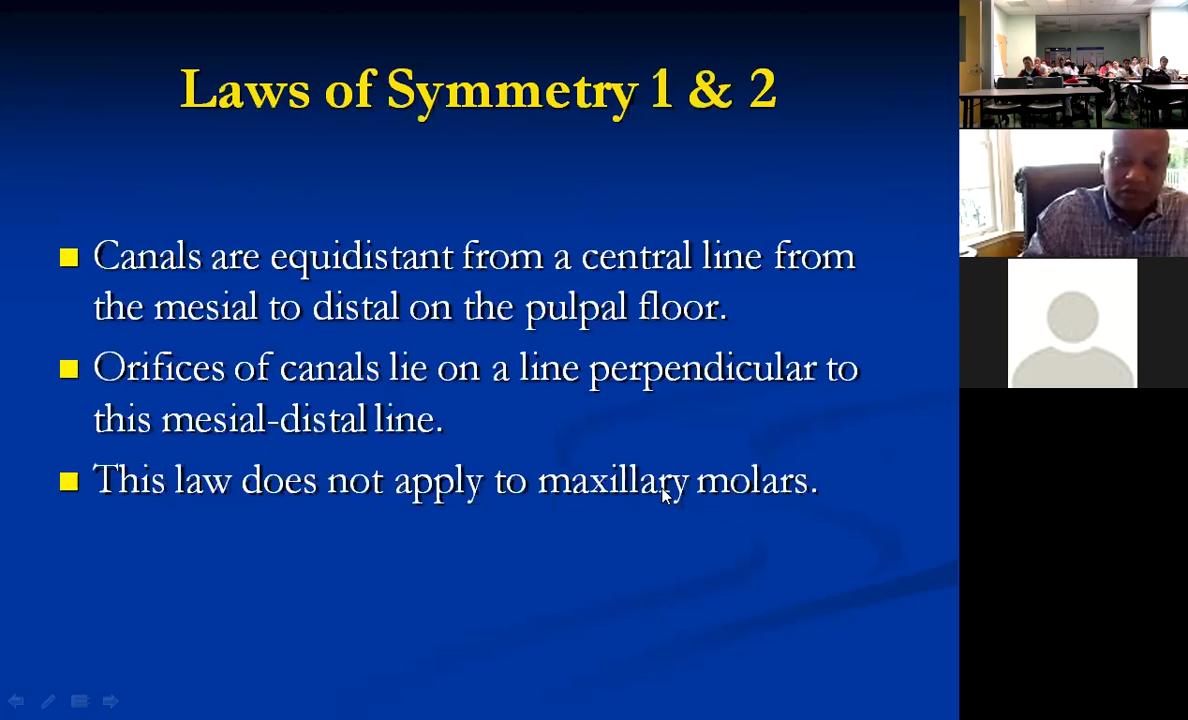 Laws of Symmetry 1 & 2
Canals are equidistant from a central line from
the mesial to distal on the pulpal floor.
Orifices of canals lie on a line perpendicular to
this mesial-distal line.
This law does not apply to maxillary molars.